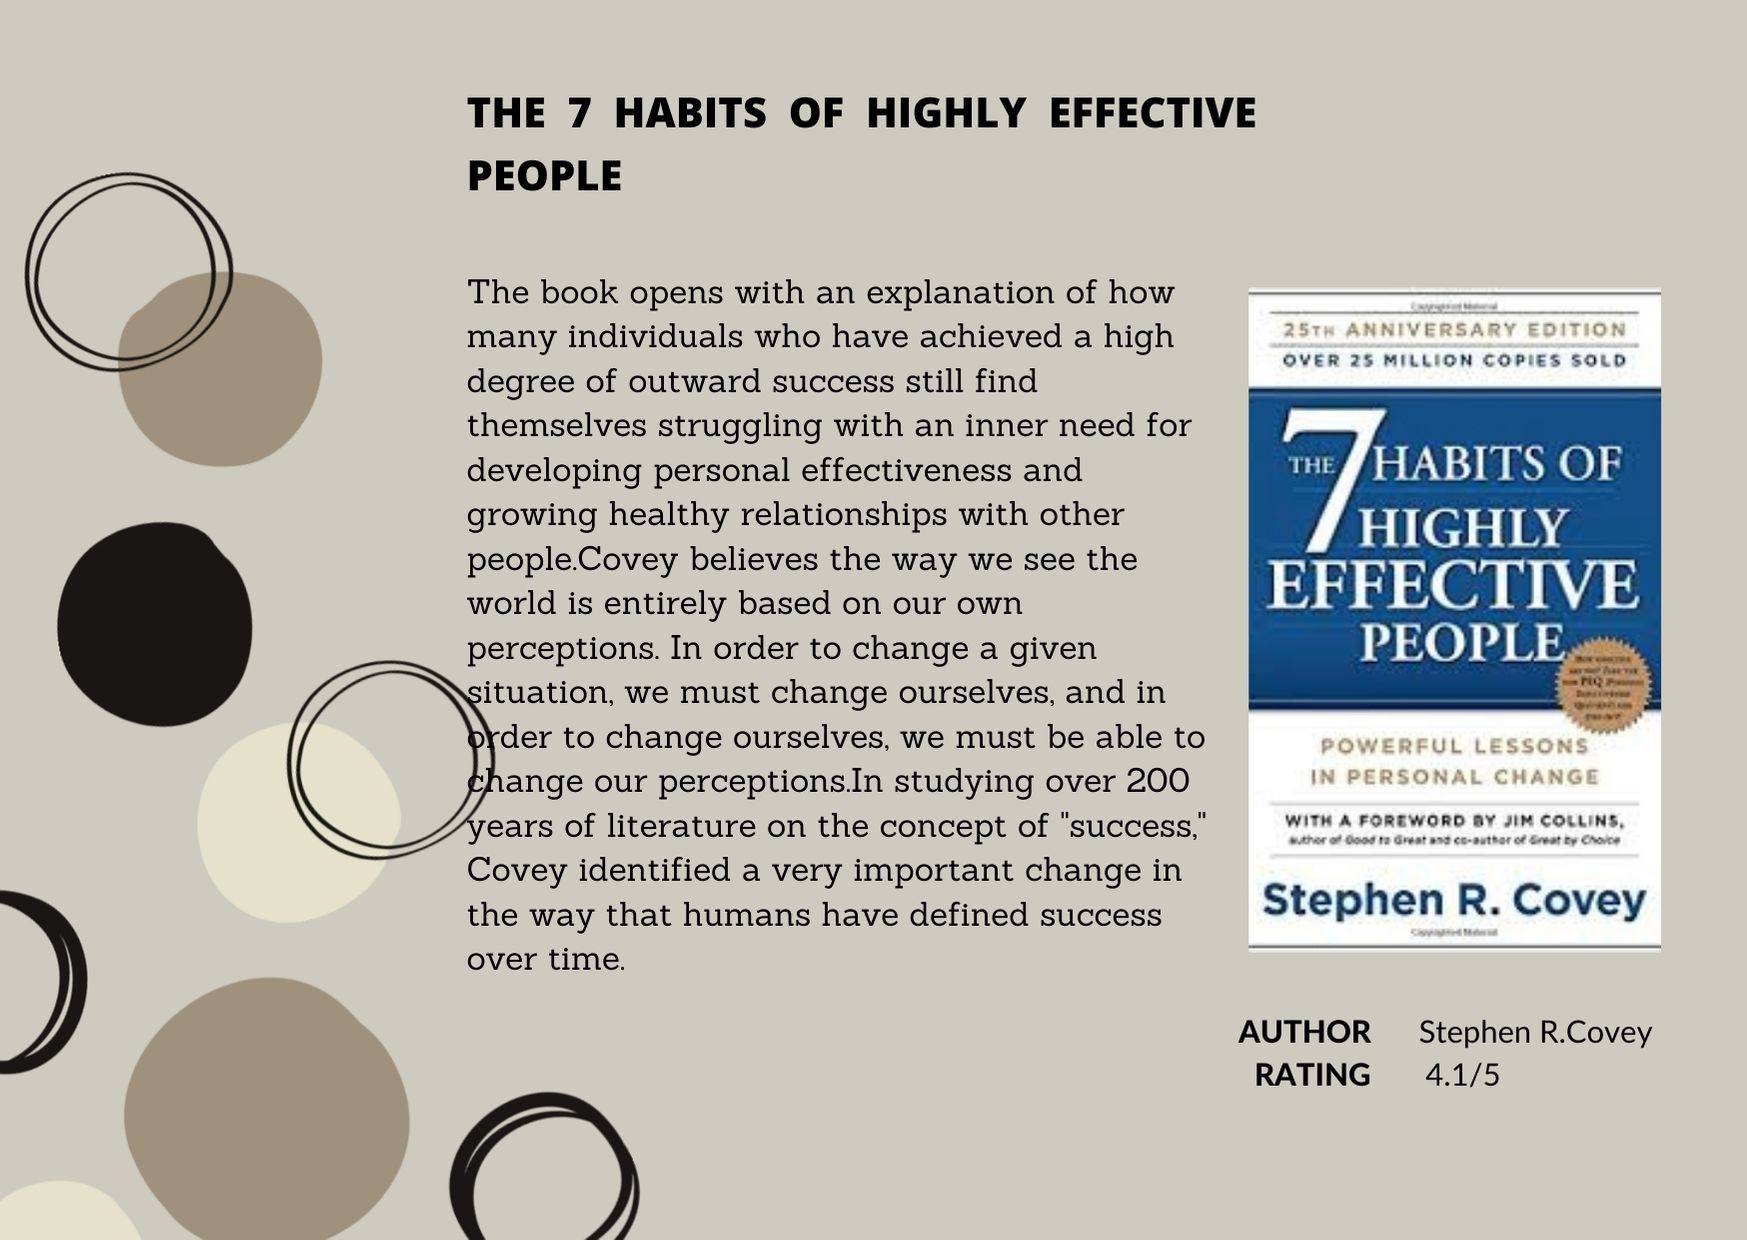 THE 7 HABITS OF HIGHLY EFFECTIVE
PEOPLE
The book opens with an explanation of how
many individuals who have achieved a high
degree of outward success still find
themselves struggling with an inner need for
developing personal effectiveness and
growing healthy relationships with other
people.Covey believes the way we see the
world is entirely based on our own
perceptions. In order to change a given
situation, we must change ourselves, and in
order to change ourselves, we must be able to
change our perceptions.In studying over 200
years of literature on the concept of "success,"
Covey identified a very important change in
the way that humans have defined success
over time.
Copyrighted Material
25TH ANNIVERSARY EDITION
OVER 25 MILLION COPIES SOLD
THE 7 HABITS OF
HIGHLY
EFFECTIVE
PEOPLE
POWERFUL LESSONS
IN PERSONAL CHANGE
WITH A FOREWORD BY JIM COLLINS,
author of Good to Great and co-author of Great by Choice
Stephen R. Covey
Copyrighted Material
AUTHOR Stephen R.Covey
RATING 4.1/5